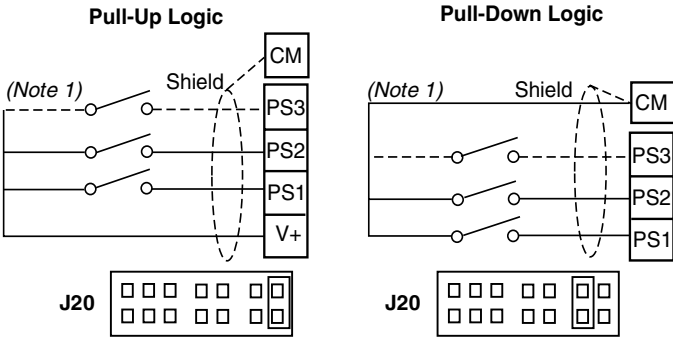 Pull-Up Logic
CM
(Note 1)
Shield
PS3
PS2
PS1
V+
J20
Pull-Down Logic
(Note 1)
Shield
CM
PS3
PS2
PS1
J20